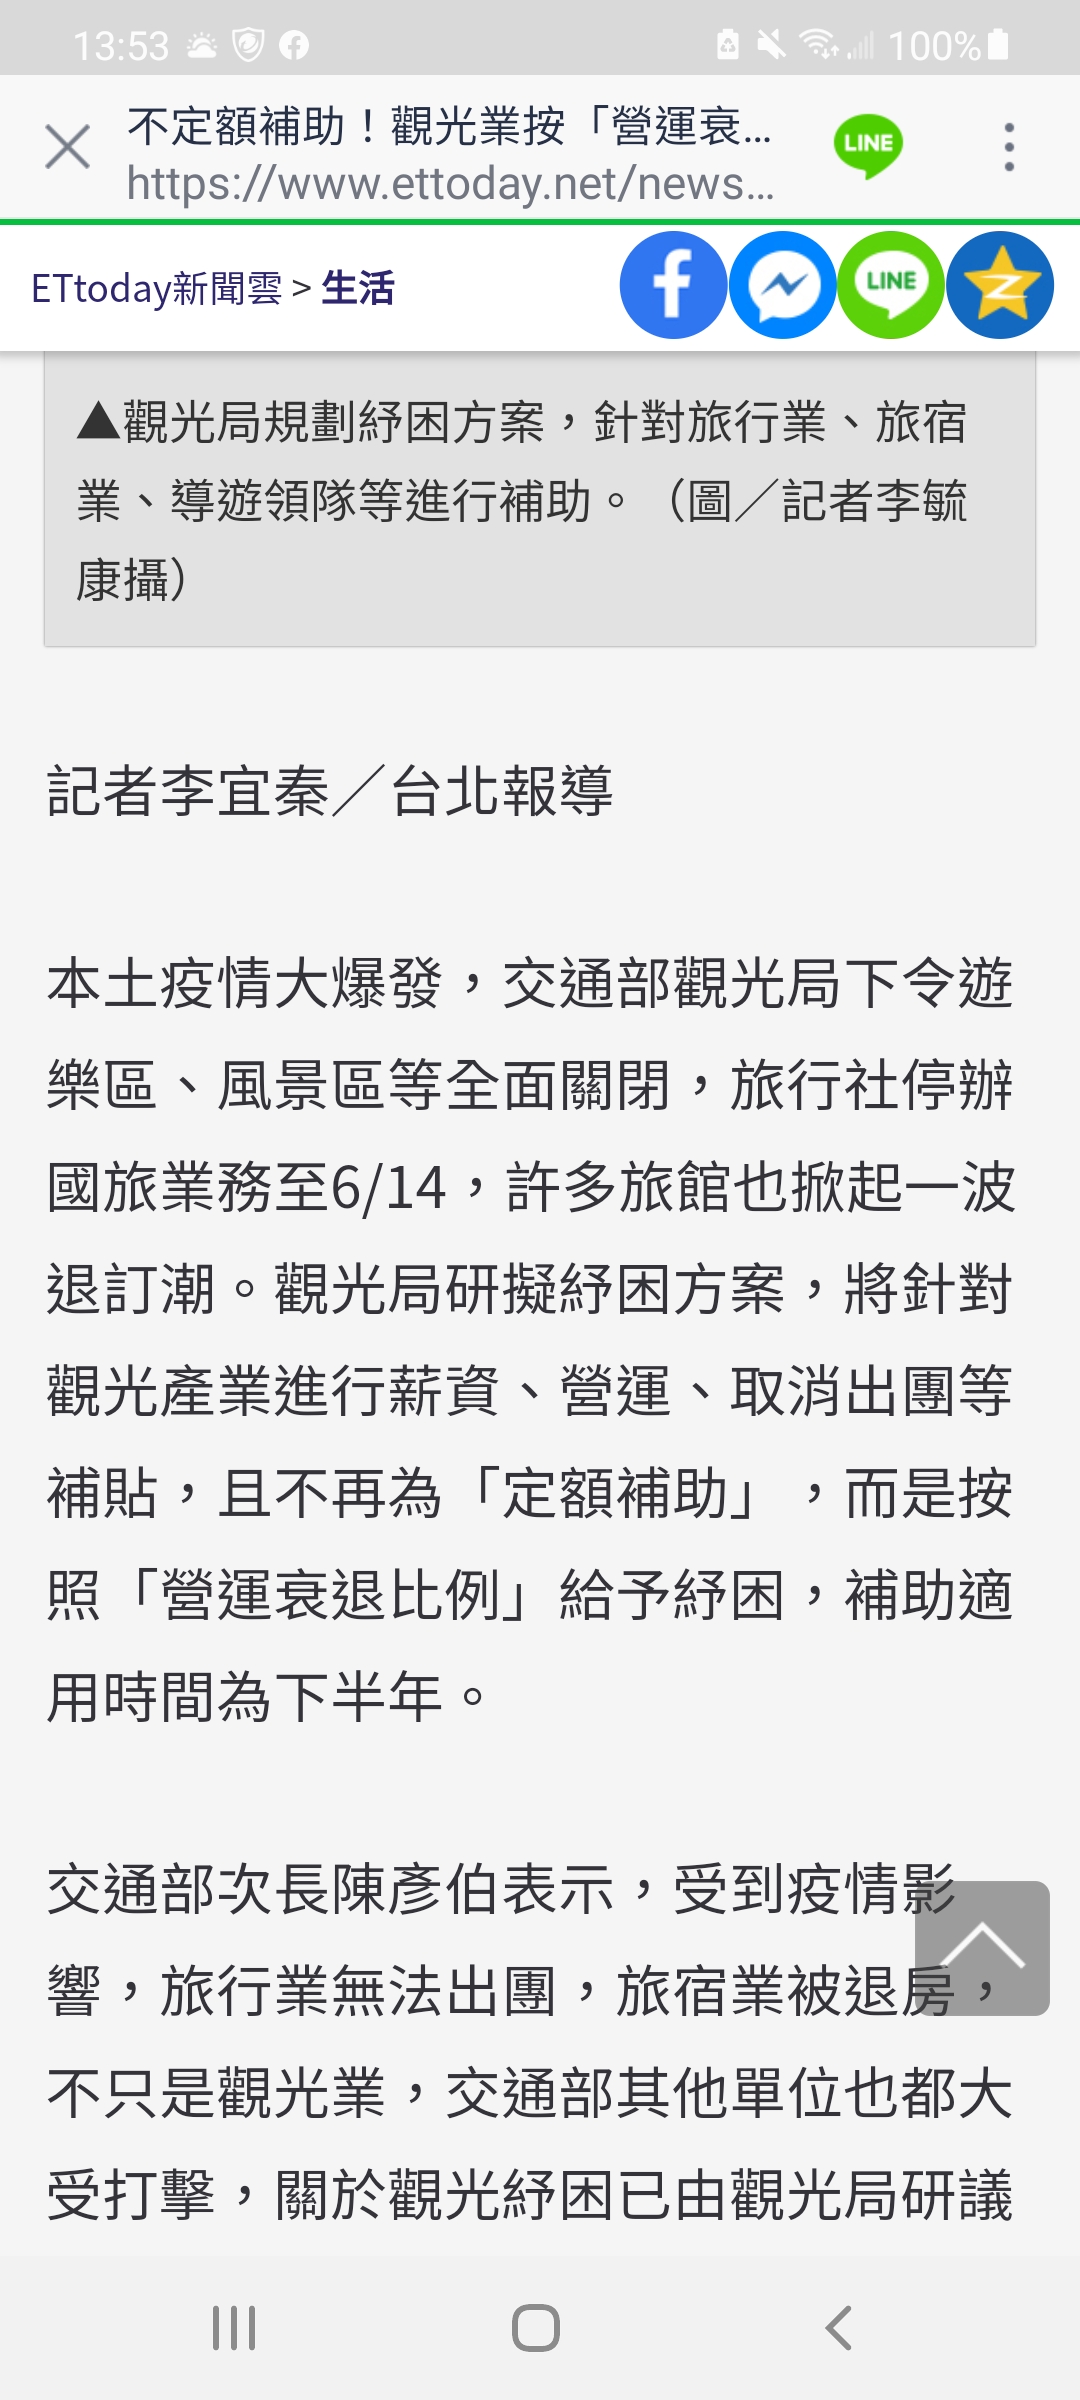 13:53
100%
不定額補助！觀光業按「營運衰...
https://www.ettoday.net/news...
LINE
ETtoday新聞雲 > 生活
LINE
▲觀光局規劃紓困方案，針對旅行業、旅宿
業、導遊領隊等進行補助。（圖／記者李毓
康攝）
記者李宜秦／台北報導
本土疫情大爆發，交通部觀光局下令遊
樂區、風景區等全面關閉，旅行社停辦
國旅業務至6/14，許多旅館也掀起一波
退訂潮。觀光局研擬紓困方案，將針對
觀光產業進行薪資、營運、取消出團等
補貼，且不再為「定額補助」，而是按
照「營運衰退比例」給予紓困，補助適
用時間為下半年。
交通部次長陳彥伯表示，受到疫情影
響，旅行業無法出團，旅宿業被退房，
不只是觀光業，交通部其他單位也都大
受打擊，關於觀光紓困已由觀光局研議